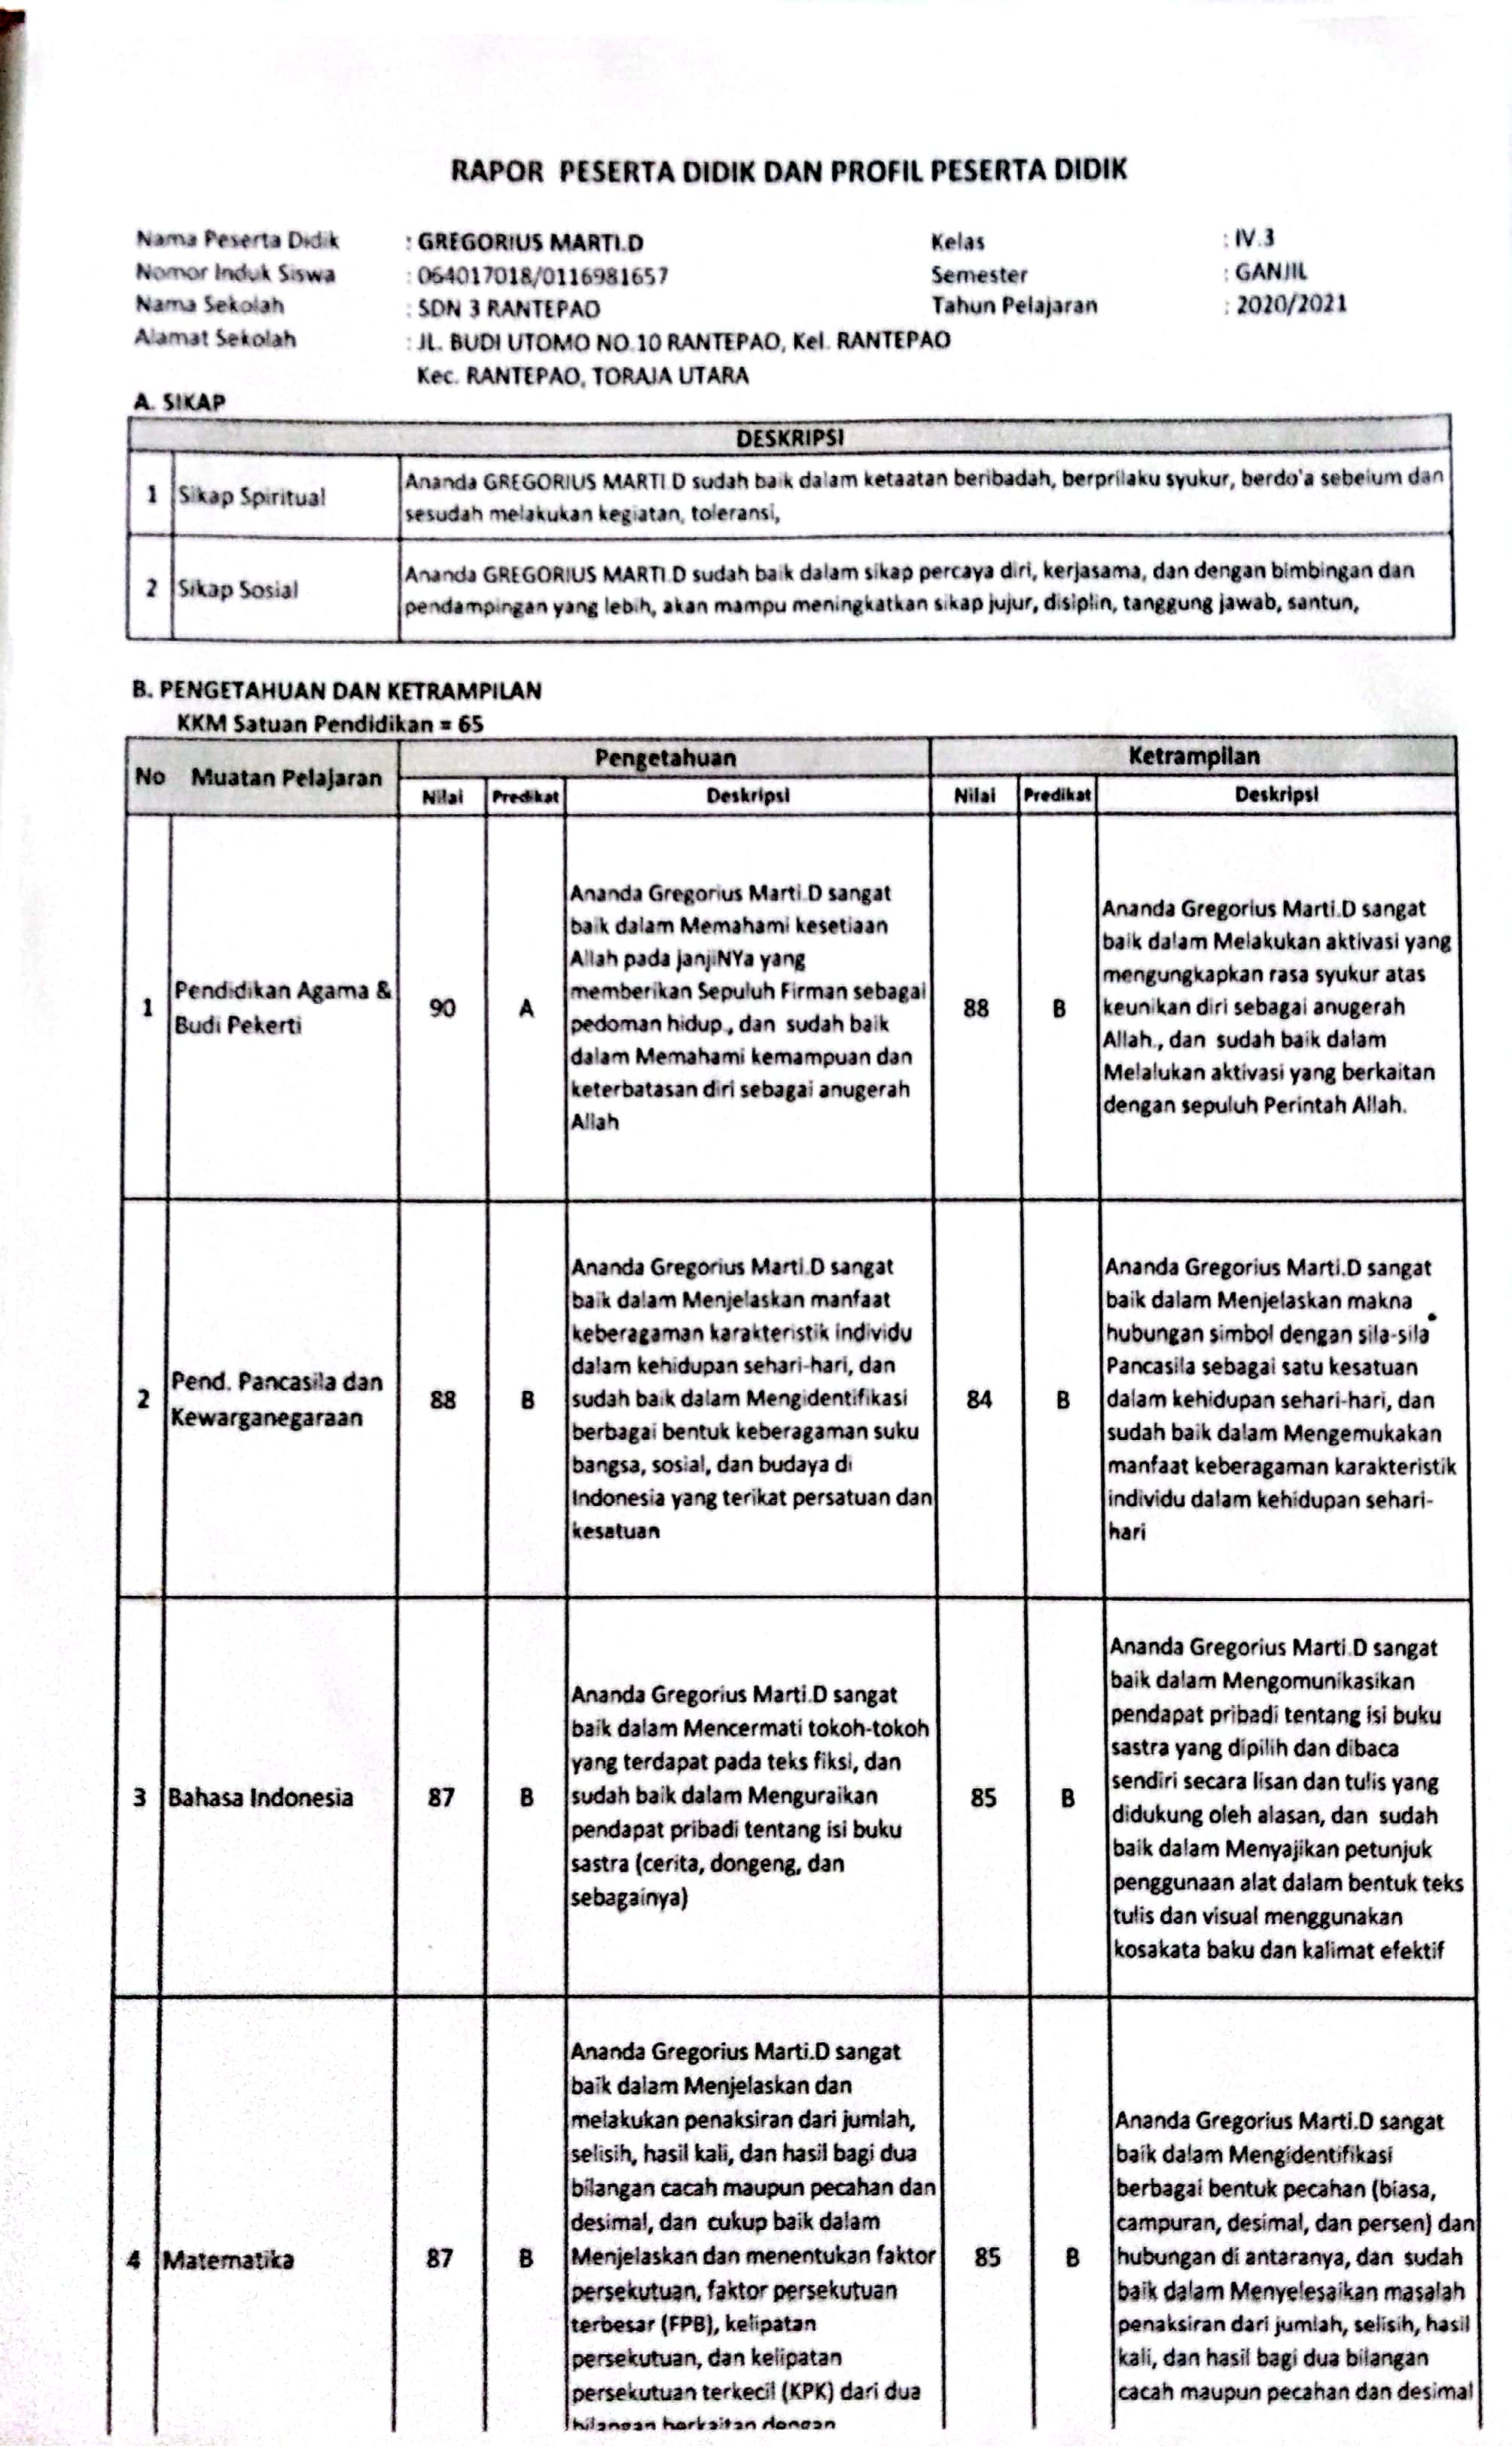 RAPOR PESERTA DIDIK DAN PROFIL PESERTA DIDIK
Nama Peserta Didik : GREGORIUS MARTI.D Kelas : IV.3
Nomor Induk Siswa : 064017018/0116981657 Semester : GANJIL
Nama Sekolah : SDN 3 RANTEPAO Tahun Pelajaran : 2020/2021
Alamat Sekolah : JL. BUDI UTOMO NO.10 RANTEPAO, Kel. RANTEPAO
Kec. RANTEPAO, TORAJA UTARA
A. SIKAP
DESKRIPSI
1 Sikap Spiritual
Ananda GREGORIUS MARTI.D sudah baik dalam ketaatan beribadah, berprilaku syukur, berdo'a sebelum dan
sesudah melakukan kegiatan, toleransi,
2 Sikap Sosial
Ananda GREGORIUS MARTI.D sudah baik dalam sikap percaya diri, kerjasama, dan dengan bimbingan dan
pendampingan yang lebih, akan mampu meningkatkan sikap jujur, disiplin, tanggung jawab, santun,
B. PENGETAHUAN DAN KETRAMPILAN
KKM Satuan Pendidikan = 65
No Muatan Pelajaran Pengetahuan Ketrampilan
Nilai Predikat Deskripsi Nilai Predikat Deskripsi
1
Pendidikan Agama &
Budi Pekerti
90
A
Ananda Gregorius Marti.D sangat
baik dalam Memahami kesetiaan
Allah pada janjiNYa yang
memberikan Sepuluh Firman sebagai
pedoman hidup., dan sudah baik
dalam Memahami kemampuan dan
keterbatasan diri sebagai anugerah
Allah
88
B
Ananda Gregorius Marti.D sangat
baik dalam Melakukan aktivasi yang
mengungkapkan rasa syukur atas
keunikan diri sebagai anugerah
Allah., dan sudah baik dalam
Melalukan aktivasi yang berkaitan
dengan sepuluh Perintah Allah.
2
Pend. Pancasila dan
Kewarganegaraan
88
B
Ananda Gregorius Marti.D sangat
baik dalam Menjelaskan manfaat
keberagaman karakteristik individu
dalam kehidupan sehari-hari, dan
sudah baik dalam Mengidentifikasi
berbagai bentuk keberagaman suku
bangsa, sosial, dan budaya di
Indonesia yang terikat persatuan dan
kesatuan
84
B
Ananda Gregorius Marti.D sangat
baik dalam Menjelaskan makna
hubungan simbol dengan sila-sila
Pancasila sebagai satu kesatuan
dalam kehidupan sehari-hari, dan
sudah baik dalam Mengemukakan
manfaat keberagaman karakteristik
individu dalam kehidupan sehari-
hari
3
Bahasa Indonesia
87
B
Ananda Gregorius Marti.D sangat
baik dalam Mencermati tokoh-tokoh
yang terdapat pada teks fiksi, dan
sudah baik dalam Menguraikan
pendapat pribadi tentang isi buku
sastra (cerita, dongeng, dan
sebagainya)
85
B
Ananda Gregorius Marti.D sangat
baik dalam Mengomunikasikan
pendapat pribadi tentang isi buku
sastra yang dipilih dan dibaca
sendiri secara lisan dan tulis yang
didukung oleh alasan, dan sudah
baik dalam Menyajikan petunjuk
penggunaan alat dalam bentuk teks
tulis dan visual menggunakan
kosakata baku dan kalimat efektif
4
Matematika
87
B
Ananda Gregorius Marti.D sangat
baik dalam Menjelaskan dan
melakukan penaksiran dari jumlah,
selisih, hasil kali, dan hasil bagi dua
bilangan cacah maupun pecahan dan
desimal, dan cukup baik dalam
Menjelaskan dan menentukan faktor
persekutuan, faktor persekutuan
terbesar (FPB), kelipatan
persekutuan, dan kelipatan
persekutuan terkecil (KPK) dari dua
bilangan berkaitan dengan
85
B
Ananda Gregorius Marti.D sangat
baik dalam Mengidentifikasi
berbagai bentuk pecahan (biasa,
campuran, desimal, dan persen) dan
hubungan di antaranya, dan sudah
baik dalam Menyelesaikan masalah
penaksiran dari jumlah, selisih, hasil
kali, dan hasil bagi dua bilangan
cacah maupun pecahan dan desimal